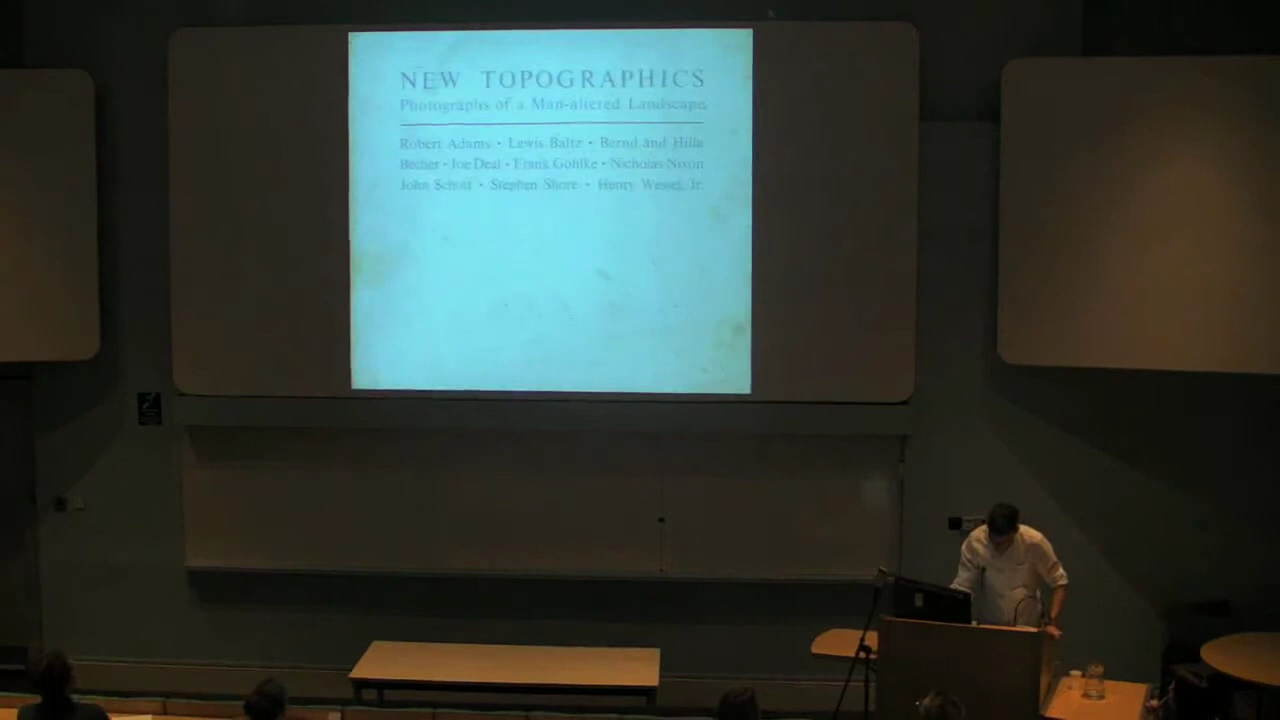 NEW TOPOGRAPHICS
Photographs of a Man-altered Landscape
Robert Adams • Lewis Baltz • Bernd and Hilla
Becher • Joe Deal • Frank Gohlke • Nicholas Nixon
John Schott • Stephen Shore • Henry Wessel, Jr.